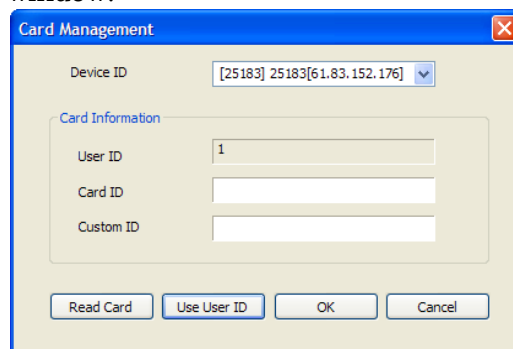 Card Management
Device ID [25183] 25183[61.83.152.176]
Card Information
User ID 1
Card ID
Custom ID
Read Card Use User ID OK Cancel